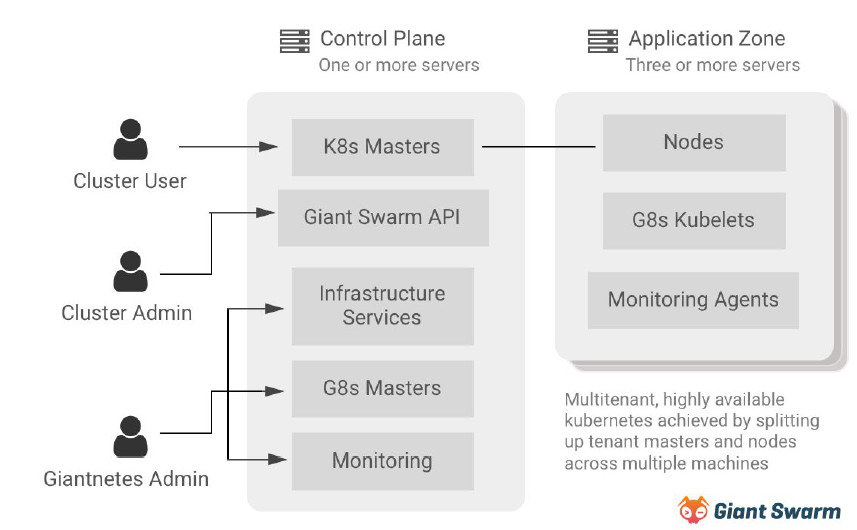 Control Plane
One or more servers
Application Zone
Three or more servers
Cluster User
Cluster Admin
Giantnetes Admin
K8s Masters
Giant Swarm API
Infrastructure
Services
G8s Masters
Monitoring
Nodes
G8s Kubelets
Monitoring Agents
Multitenant, highly available
kubernetes achieved by splitting
up tenant masters and nodes
across multiple machines
Giant Swarm